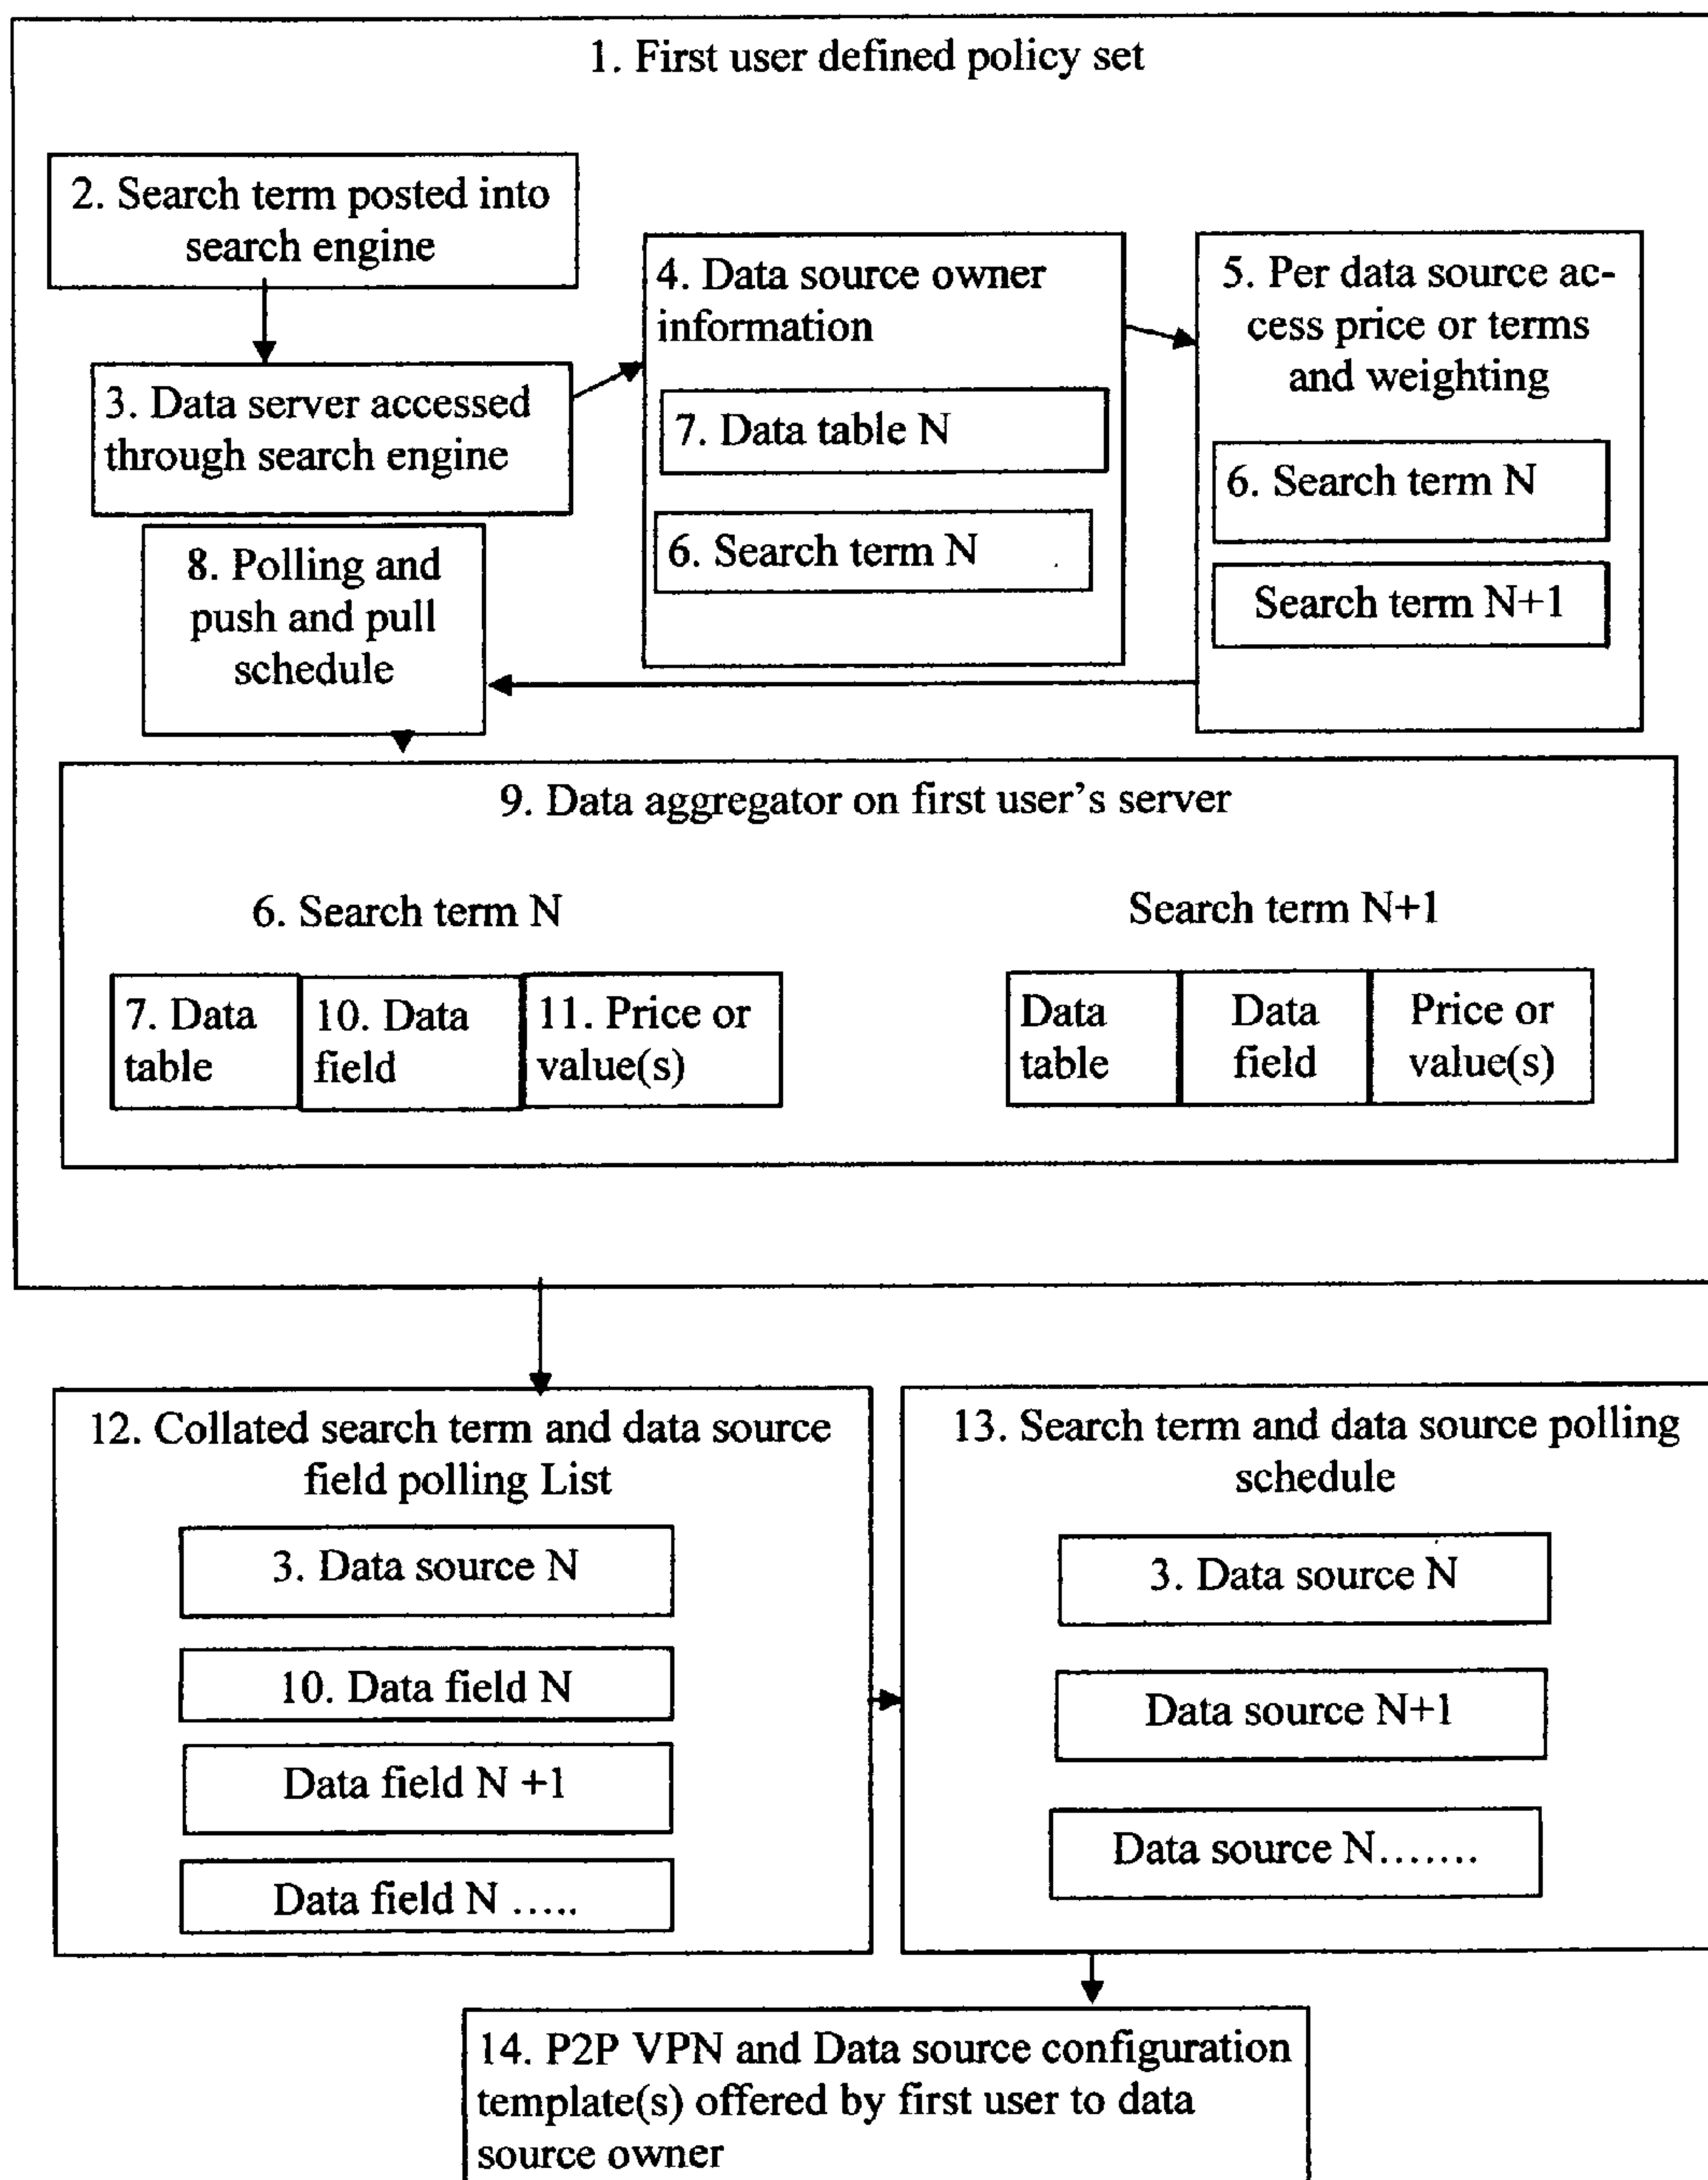 1. First user defined policy set
2. Search term posted into
search engine
3. Data server accessed
through search engine
4. Data source owner
information
7. Data table N
6. Search term N
5. Per data source ac-
cess price or terms
and weighting
6. Search term N
Search term N+1
8. Polling and
push and pull
schedule
9. Data aggregator on first user's server
6. Search term N
7. Data
table
10. Data
field
11. Price or
value(s)
Search term N+1
Data
table
Data
field
Price or
value(s)
12. Collated search term and data source
field polling List
3. Data source N
10. Data field N
Data field N +1
Data field N .....
13. Search term and data source polling
schedule
3. Data source N
Data source N+1
Data source N.......
14. P2P VPN and Data source configuration
template(s) offered by first user to data
source owner